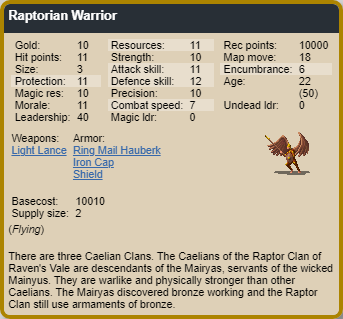 Raptorian Warrior
Gold: 10 Resources: 11 Rec points: 10000
Hit points: 11 Strength: 10 Map move: 18
Size: 3 Attack skill: 11 Encumbrance: 6
Protection: 11 Defence skill: 12 Age: 22
Magic res: 10 Precision: 10 (50)
Morale: 11 Combat speed: 7 Undead ldr: 0
Leadership: 40 Magic ldr: 0
Weapons: Armor:
Light Lance Ring Mail Hauberk
Iron Cap
Shield
Basecost: 10010
Supply size: 2
(Flying)
There are three Caelian Clans. The Caelians of the Raptor Clan of
Raven's Vale are descendants of the Mairyas, servants of the wicked
Mainyus. They are warlike and physically stronger than other
Caelians. The Mairyas discovered bronze working and the Raptor
Clan still use armaments of bronze.